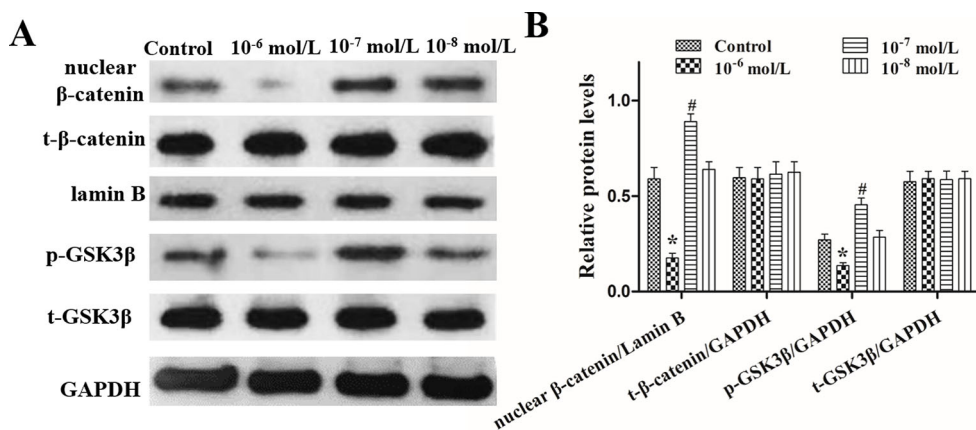 A
Control 10⁻⁶ mol/L 10⁻⁷ mol/L 10⁻⁸ mol/L
nuclear
β-catenin
t-β-catenin
lamin B
p-GSK3β
t-GSK3β
GAPDH
B
Control
10⁻⁶ mol/L
10⁻⁷ mol/L
10⁻⁸ mol/L
Relative protein levels
1.0
0.5
0.0
*
#
*
#
nuclear β-catenin/Lamin B
t-β-catenin/GAPDH
p-GSK3β/GAPDH
t-GSK3β/GAPDH